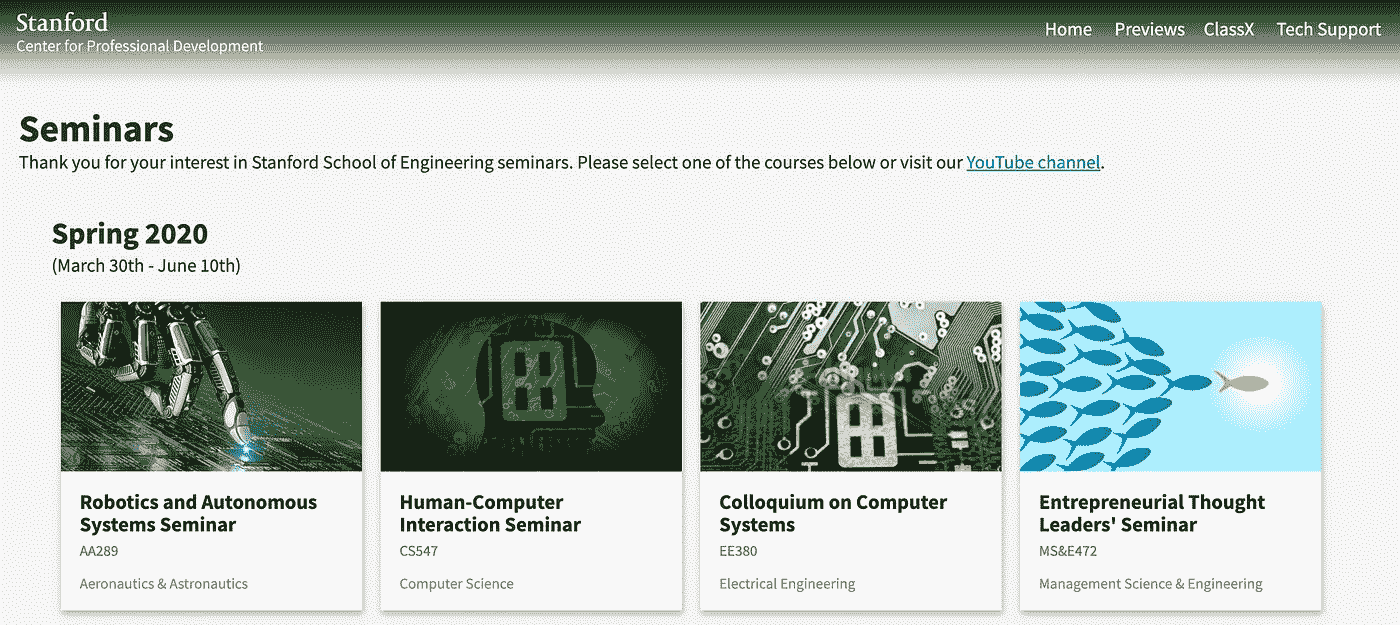 Stanford
Center for Professional Development
Home Previews ClassX Tech Support
Seminars
Thank you for your interest in Stanford School of Engineering seminars. Please select one of the courses below or visit our YouTube channel.
Spring 2020
(March 30th - June 10th)
Robotics and Autonomous
Systems Seminar
AA289
Aeronautics & Astronautics
Human-Computer
Interaction Seminar
CS547
Computer Science
Colloquium on Computer
Systems
EE380
Electrical Engineering
Entrepreneurial Thought
Leaders' Seminar
MS&E472
Management Science & Engineering